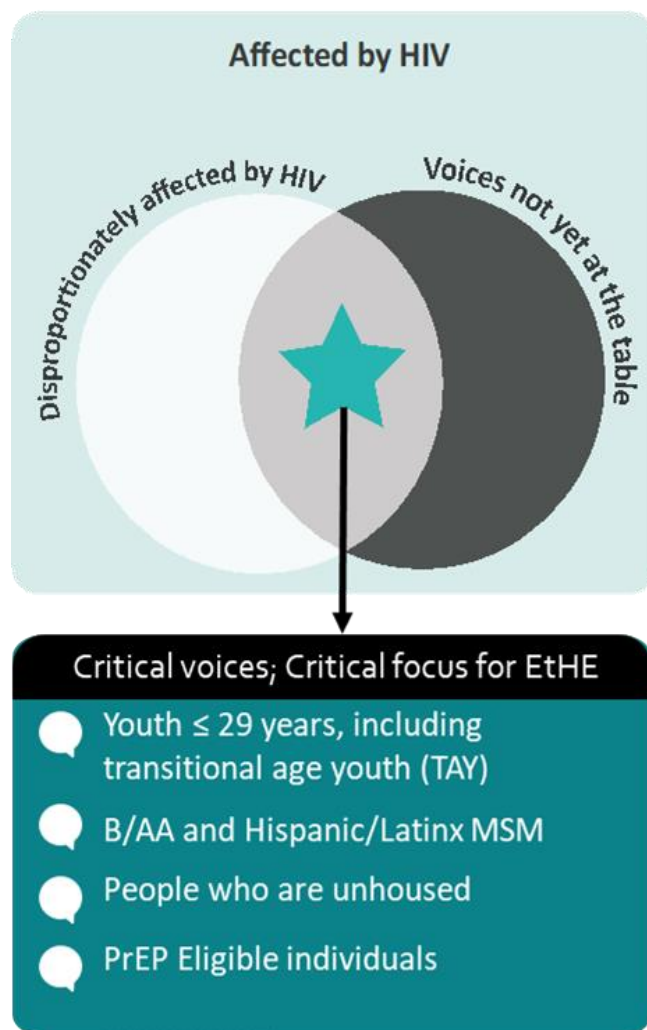 Affected by HIV
Disproportionately affected by HIV
Voices not yet at the table
Critical voices; Critical focus for EtHE
Youth ≤ 29 years, including
transitional age youth (TAY)
B/AA and Hispanic/Latinx MSM
People who are unhoused
PrEP Eligible individuals